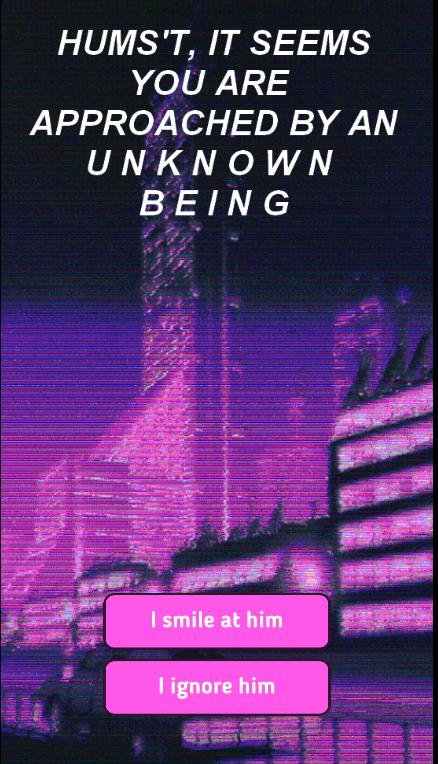 HUMS'T, IT SEEMS
YOU ARE
APPROACHED BY AN
U N K N O W N
B E I N G
I smile at him
I ignore him